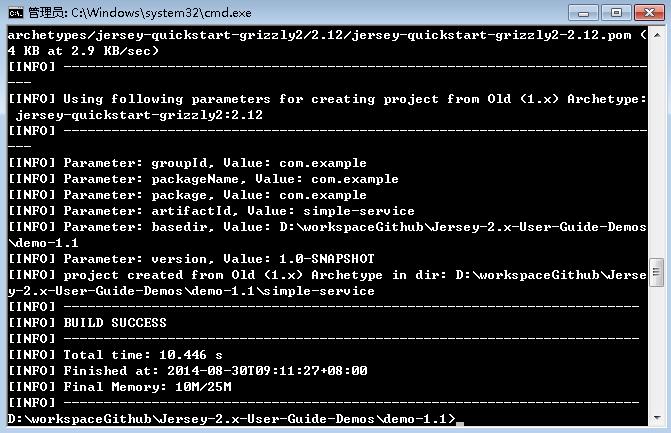 管理员: C:\Windows\system32\cmd.exe
archetypes/jersey-quickstart-grizzly2/2.12/jersey-quickstart-grizzly2-2.12.pom (
4 KB at 2.9 KB/sec)
[INFO] -------------------------------------------------------------------------
---
[INFO] Using following parameters for creating project from Old (1.x) Archetype:
 jersey-quickstart-grizzly2:2.12
[INFO] -------------------------------------------------------------------------
---
[INFO] Parameter: groupId, Value: com.example
[INFO] Parameter: packageName, Value: com.example
[INFO] Parameter: package, Value: com.example
[INFO] Parameter: artifactId, Value: simple-service
[INFO] Parameter: basedir, Value: D:\workspaceGithub\Jersey-2.x-User-Guide-Demos
\demo-1.1
[INFO] Parameter: version, Value: 1.0-SNAPSHOT
[INFO] project created from Old (1.x) Archetype in dir: D:\workspaceGithub\Jerse
y-2.x-User-Guide-Demos\demo-1.1\simple-service
[INFO] ------------------------------------------------------------------------
[INFO] BUILD SUCCESS
[INFO] ------------------------------------------------------------------------
[INFO] Total time: 10.446 s
[INFO] Finished at: 2014-08-30T09:11:27+08:00
[INFO] Final Memory: 10M/25M
[INFO] ------------------------------------------------------------------------
D:\workspaceGithub\Jersey-2.x-User-Guide-Demos\demo-1.1>